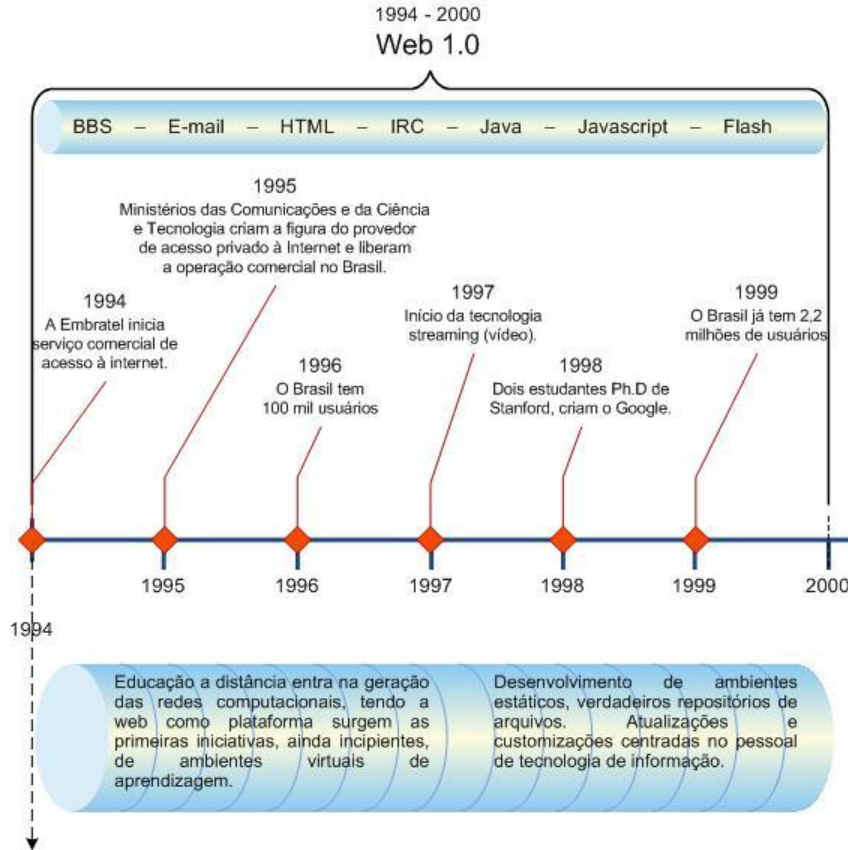 1994 - 2000
Web 1.0
BBS – E-mail – HTML – IRC – Java – Javascript – Flash
1995
Ministérios das Comunicações e da Ciência
e Tecnologia criam a figura do provedor
de acesso privado à Internet e liberam
a operação comercial no Brasil.
1994
A Embratel inicia
serviço comercial de
acesso à internet.
1996
O Brasil tem
100 mil usuários
1997
Início da tecnologia
streaming (vídeo).
1998
Dois estudantes Ph.D de
Stanford, criam o Google.
1999
O Brasil já tem 2,2
milhões de usuários
1995
1996
1997
1998
1999
2000
1994
Educação a distância entra na geração
das redes computacionais, tendo a
web como plataforma surgem as
primeiras iniciativas, ainda incipientes,
de ambientes virtuais de
aprendizagem.
Desenvolvimento de ambientes
estáticos, verdadeiros repositórios de
arquivos. Atualizações e
customizações centradas no pessoal
de tecnologia de informação.